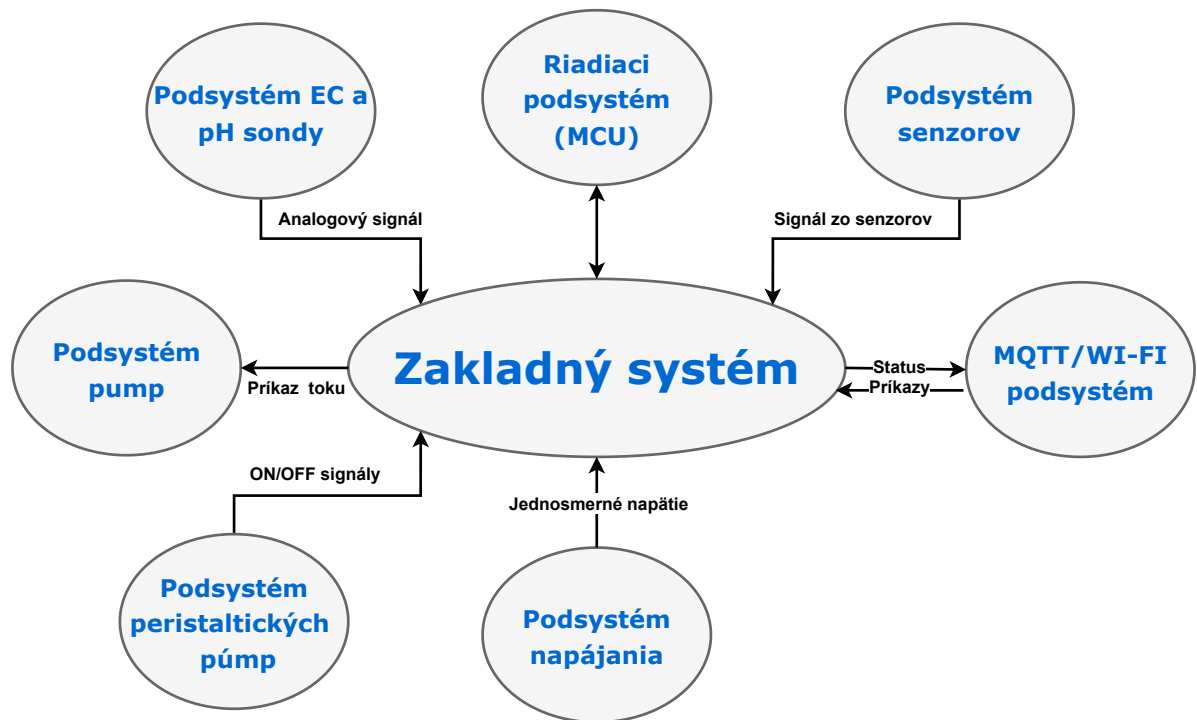 Podsystém EC a
pH sondy
Riadiaci
podsystém
(MCU)
Podsystém
senzorov
Analogový signál
Signál zo senzorov
Podsystém
pump
Príkaz toku
Zakladný systém
Status
Príkazy
MQTT/WI-FI
podsystém
ON/OFF signály
Jednosmerné napätie
Podsystém
peristaltických
púmp
Podsystém
napájania